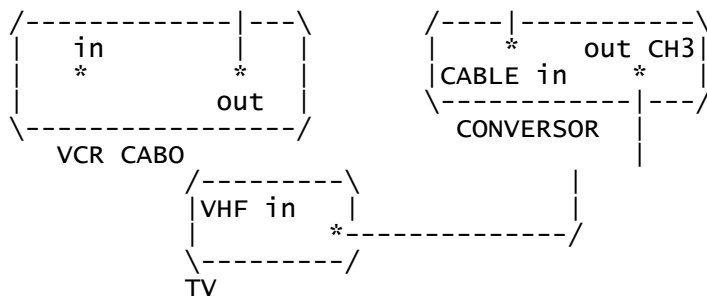 in
out CH3
CABLE in
out
CONVERSOR
VCR CABO
VHF in
TV